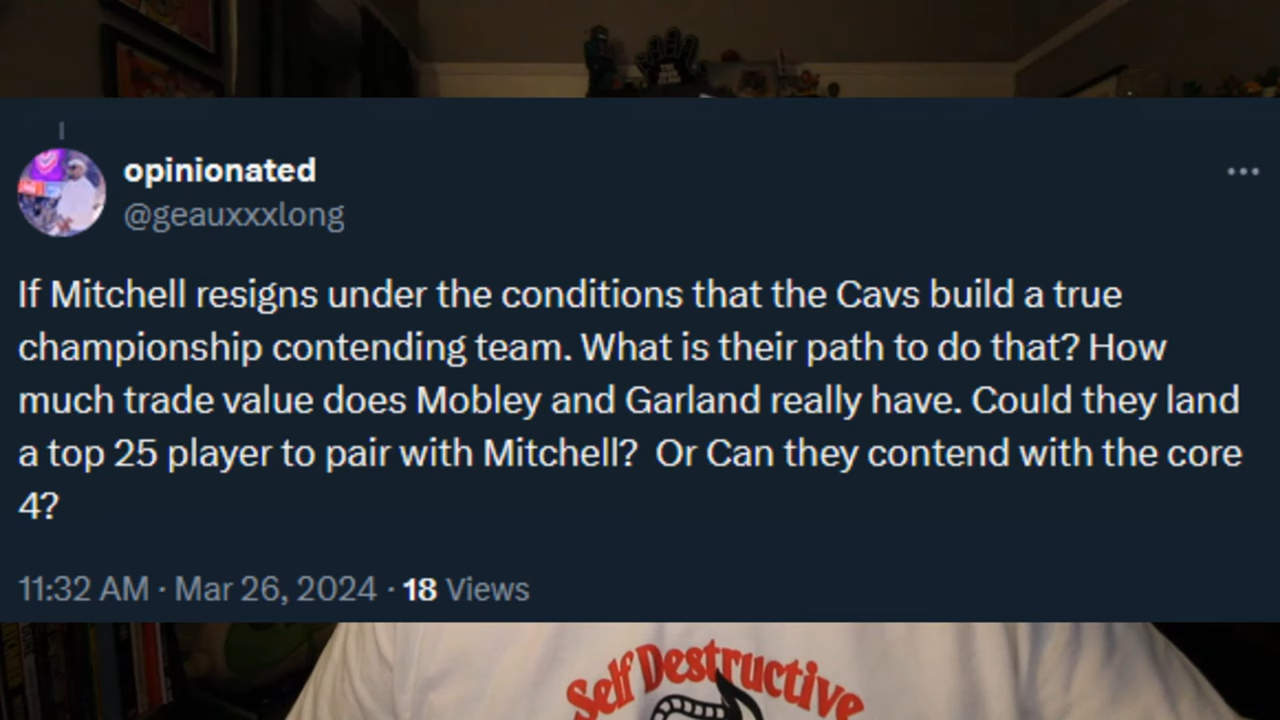 opinionated
@geauxxxlong
If Mitchell resigns under the conditions that the Cavs build a true
championship contending team. What is their path to do that? How
much trade value does Mobley and Garland really have. Could they land
a top 25 player to pair with Mitchell?  Or Can they contend with the core
4?
11:32 AM · Mar 26, 2024 · 18 Views
Self Destructive